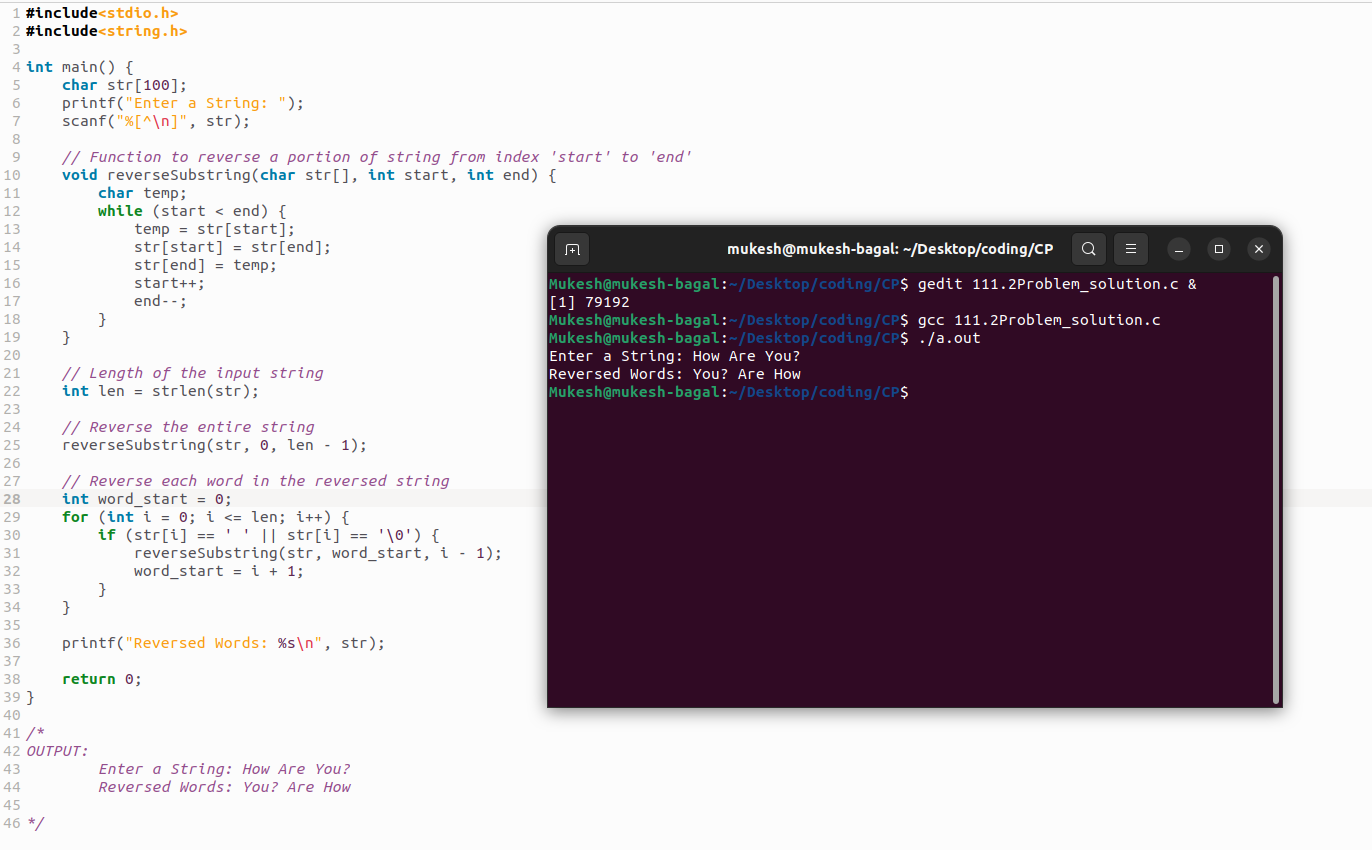 1 #include<stdio.h>
2 #include<string.h>
3
4 int main() {
5     char str[100];
6     printf("Enter a String: ");
7     scanf("%[^\n]", str);
8
9     // Function to reverse a portion of string from index 'start' to 'end'
10     void reverseSubstring(char str[], int start, int end) {
11         char temp;
12         while (start < end) {
13             temp = str[start];
14             str[start] = str[end];
15             str[end] = temp;
16             start++;
17             end--;
18         }
19     }
20
21     // Length of the input string
22     int len = strlen(str);
23
24     // Reverse the entire string
25     reverseSubstring(str, 0, len - 1);
26
27     // Reverse each word in the reversed string
28     int word_start = 0;
29     for (int i = 0; i <= len; i++) {
30         if (str[i] == ' ' || str[i] == '\0') {
31             reverseSubstring(str, word_start, i - 1);
32             word_start = i + 1;
33         }
34     }
35
36     printf("Reversed Words: %s\n", str);
37
38     return 0;
39 }
40
41 /*
42 OUTPUT:
43         Enter a String: How Are You?
44         Reversed Words: You? Are How
45
46 */
mukesh@mukesh-bagal: ~/Desktop/coding/CP
Mukesh@mukesh-bagal:~/Desktop/coding/CP$ gedit 111.2Problem_solution.c &
[1] 79192
Mukesh@mukesh-bagal:~/Desktop/coding/CP$ gcc 111.2Problem_solution.c
Mukesh@mukesh-bagal:~/Desktop/coding/CP$ ./a.out
Enter a String: How Are You?
Reversed Words: You? Are How
Mukesh@mukesh-bagal:~/Desktop/coding/CP$